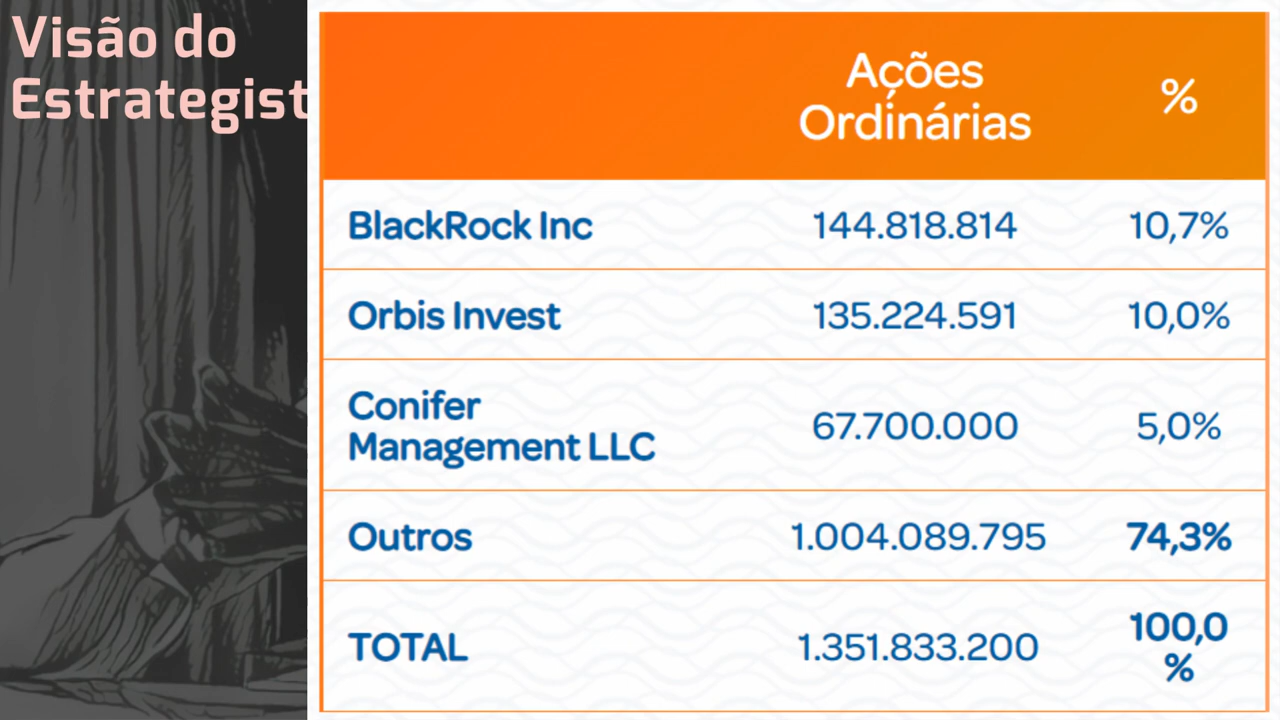 Visão do
Estrategist
Ações
Ordinárias
%
BlackRock Inc 144.818.814 10,7%
Orbis Invest 135.224.591 10,0%
Conifer
Management LLC 67.700.000 5,0%
Outros 1.004.089.795 74,3%
TOTAL 1.351.833.200 100,0
%